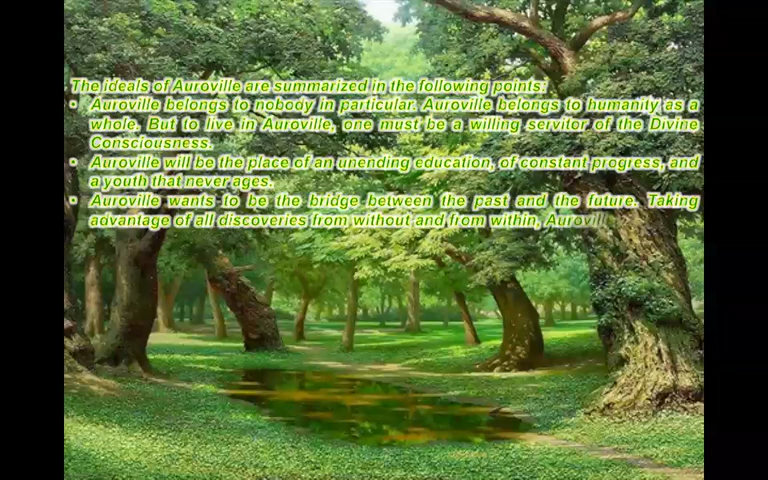 The ideals of Auroville are summarized in the following points:
• Auroville belongs to nobody in particular. Auroville belongs to humanity as a
whole. But to live in Auroville, one must be a willing servitor of the Divine
Consciousness.
• Auroville will be the place of an unending education, of constant progress, and
a youth that never ages.
• Auroville wants to be the bridge between the past and the future. Taking
advantage of all discoveries from without and from within, Aurovill